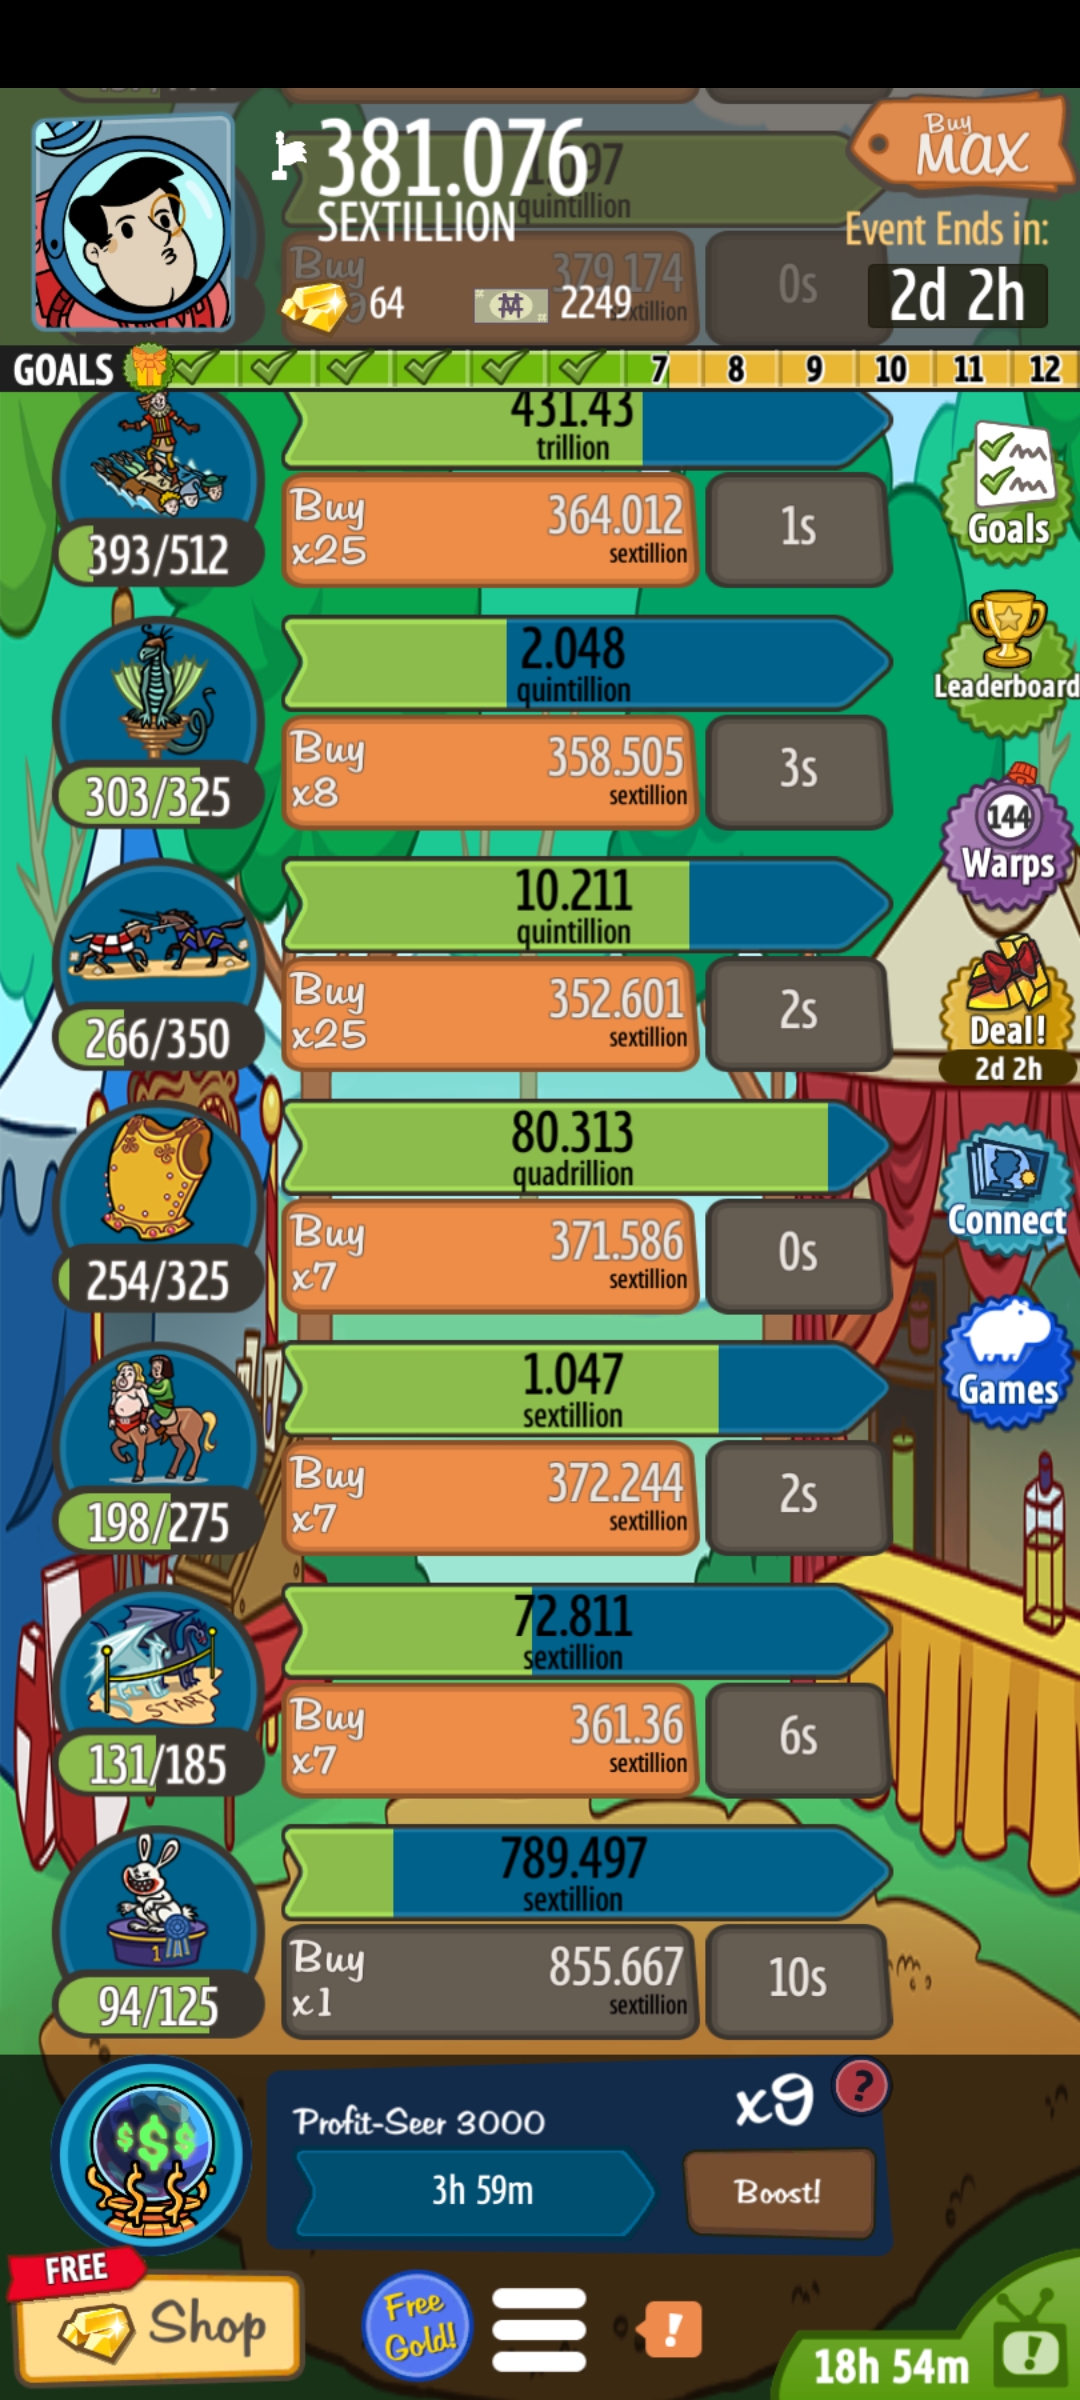 381.076
SEXTILLION
64
2249
Buy
MAX
Event Ends in:
2d 2h
quintillion
Buy
379.174
0s
GOALS
7 8 9 10 11 12
431.43
trillion
393/512
Buy
x25
364.012
sextillion
1s
Goals
2.048
quintillion
303/325
Buy
x8
358.505
sextillion
3s
Leaderboard
10.211
quintillion
266/350
Buy
x25
352.601
sextillion
2s
144
Warps
Deal!
2d 2h
80.313
quadrillion
254/325
Buy
x7
371.586
sextillion
0s
Connect
1.047
sextillion
198/275
Buy
x7
372.244
sextillion
2s
Games
72.811
sextillion
START
131/185
Buy
x7
361.36
sextillion
6s
789.497
sextillion
1
94/125
Buy
x1
855.667
sextillion
10s
$$$
Profit-Seer 3000
x9
?
3h 59m
Boost!
FREE
Shop
Free
Gold!
!
18h 54m
!